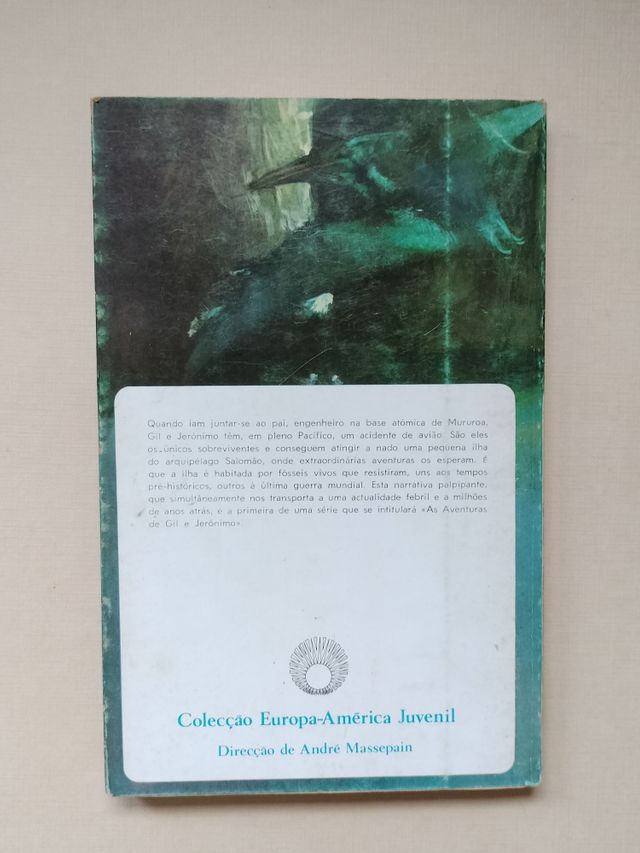 Quando iam juntar-se ao pai, engenheiro na base atómica de Mururoa,
Gil e Jerónimo têm, em pleno Pacífico, um acidente de avião. São eles
os únicos sobreviventes e conseguem atingir a nado uma pequena ilha
do arquipélago Salomão, onde extraordinárias aventuras os esperam. É
que a ilha é habitada por fósseis vivos que resistiram, uns aos tempos
pré-históricos, outros à última guerra mundial. Esta narrativa palpipante,
que simultâneamente nos transporta a uma actualidade febril e a milhões
de anos atrás, é a primeira de uma série que se intitulará «As Aventuras
de Gil e Jerónimo».
Colecção Europa-América Juvenil
Direcção de André Massepain